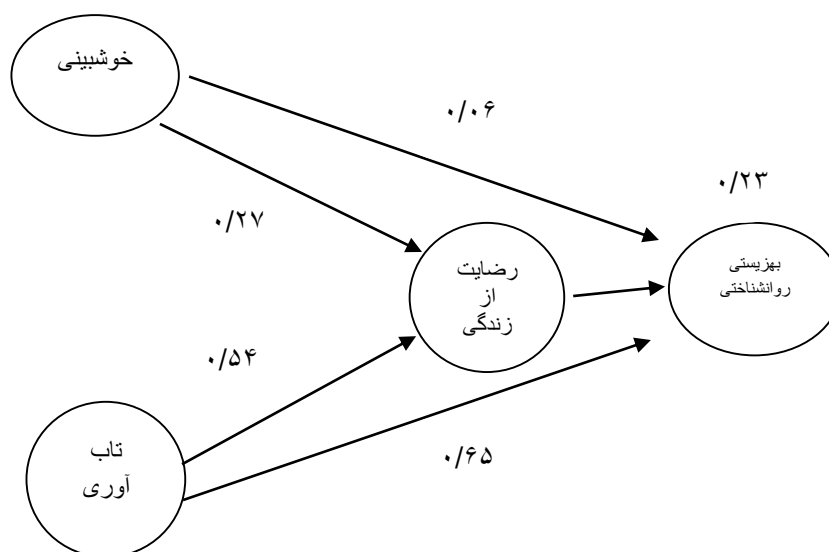 خوشبینی
۰/۰۶
۰/۲۳
۰/۲۷
رضایت
از
زندگی
بهزیستی
روانشناختی
۰/۵۴
۰/۶۵
تاب
آوری